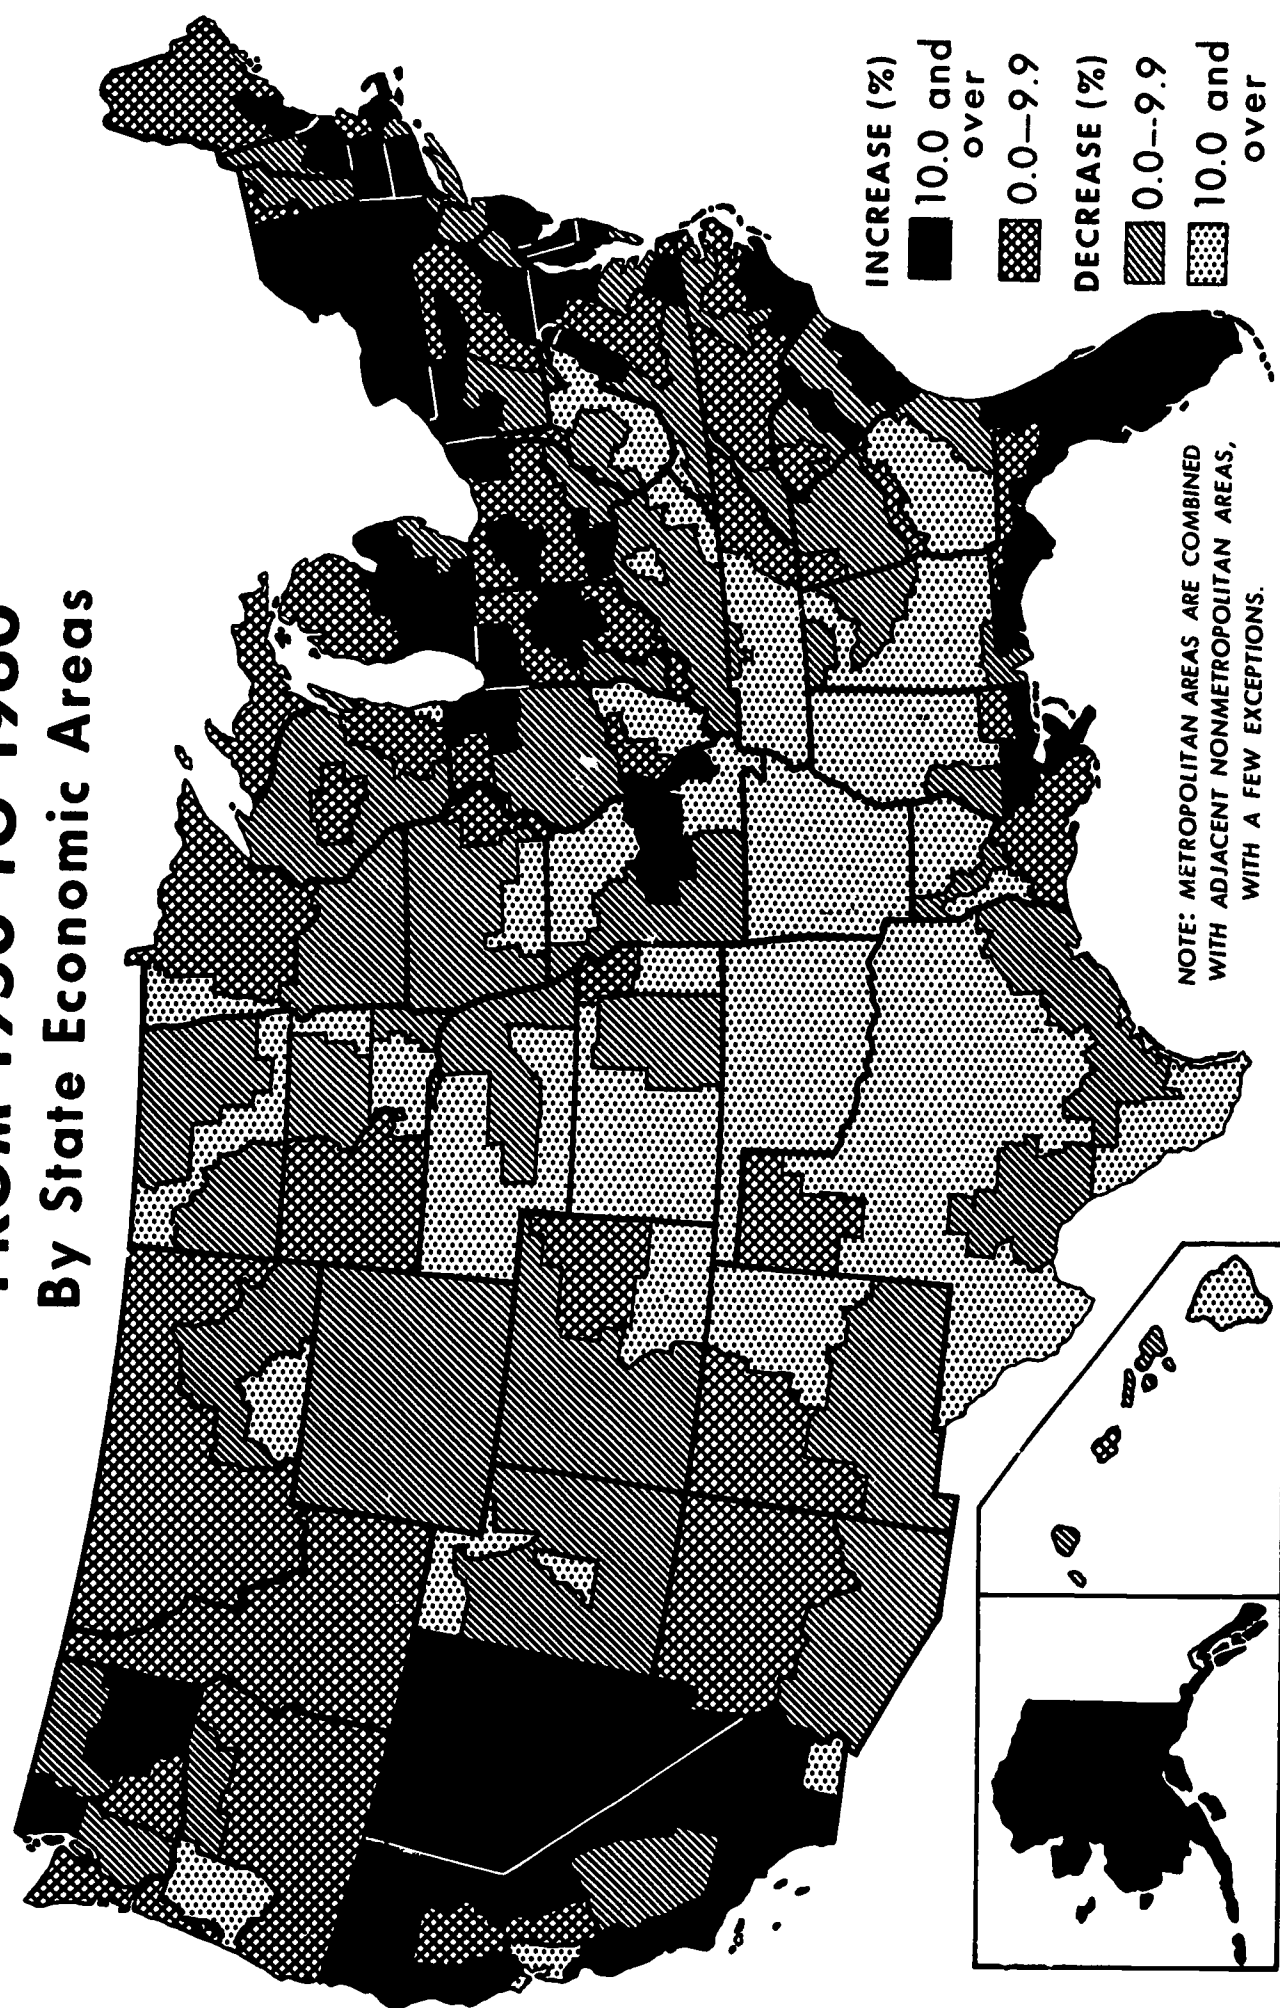 By State Economic Areas
INCREASE (%)
10.0 and
over
0.0—9.9
DECREASE (%)
0.0—-9.9
10.0 and
over
NOTE: METROPOLITAN AREAS ARE COMBINED
WITH ADJACENT NONMETROPOLITAN AREAS,
WITH A FEW EXCEPTIONS.